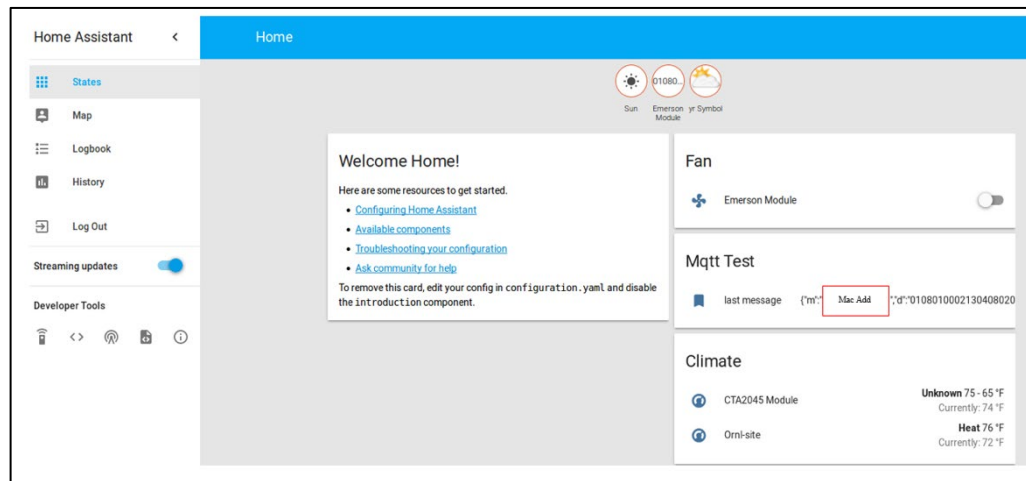 Home Assistant
Home
States
Map
Logbook
History
Log Out
Streaming updates
Developer Tools
Sun
01080...
Emerson Module
yr Symbol
Welcome Home!
Here are some resources to get started.
Configuring Home Assistant
Available components
Troubleshooting your configuration
Ask community for help
To remove this card, edit your config in configuration.yaml and disable
the introduction component.
Fan
Emerson Module
Mqtt Test
last message {"m":" Mac Add ","d":"0108010002130408020
Climate
CTA2045 Module Unknown 75 - 65 °F
Currently: 74 °F
Ornl-site Heat 76 °F
Currently: 72 °F